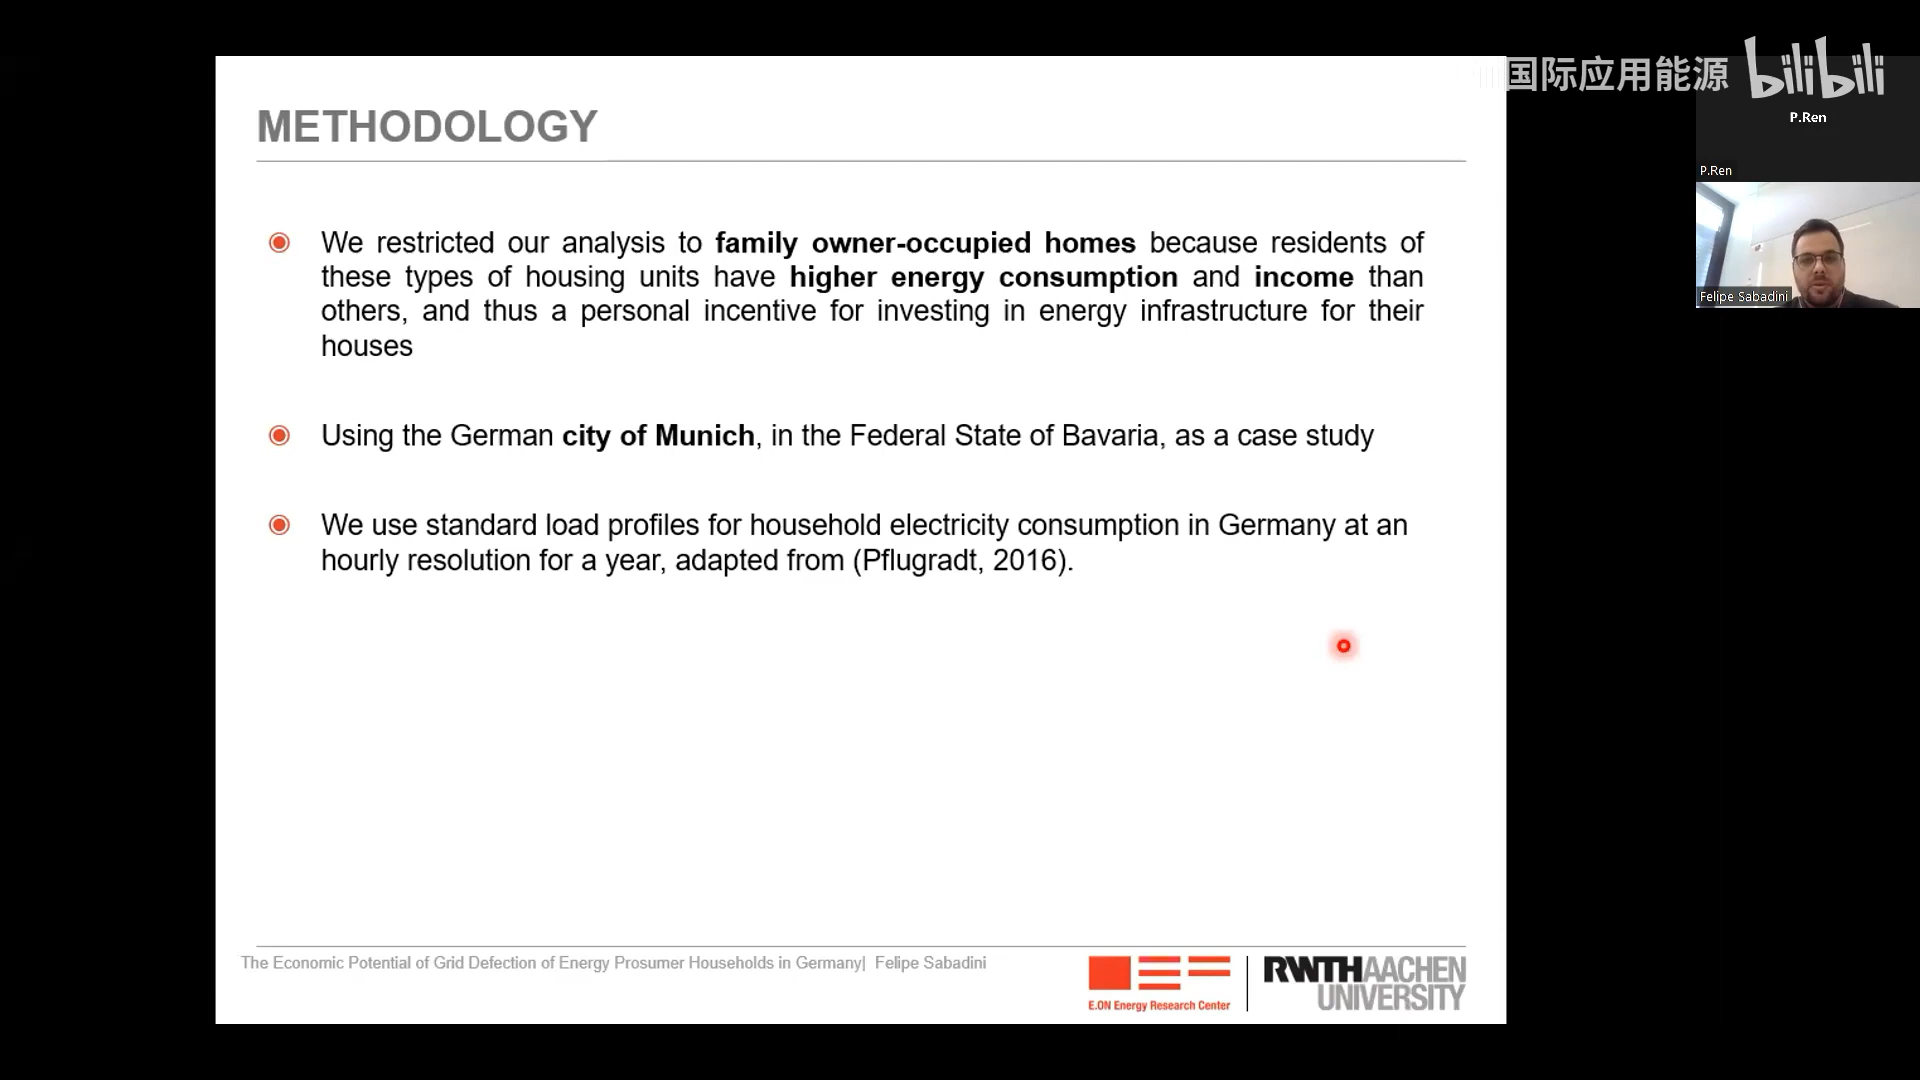 METHODOLOGY
We restricted our analysis to family owner-occupied homes because residents of
these types of housing units have higher energy consumption and income than
others, and thus a personal incentive for investing in energy infrastructure for their
houses
Using the German city of Munich, in the Federal State of Bavaria, as a case study
We use standard load profiles for household electricity consumption in Germany at an
hourly resolution for a year, adapted from (Pflugradt, 2016).
The Economic Potential of Grid Defection of Energy Prosumer Households in Germany| Felipe Sabadini
E.ON Energy Research Center
RWTHAACHEN
UNIVERSITY
国际应用能源
bilibili
P.Ren
P.Ren
Felipe Sabadini